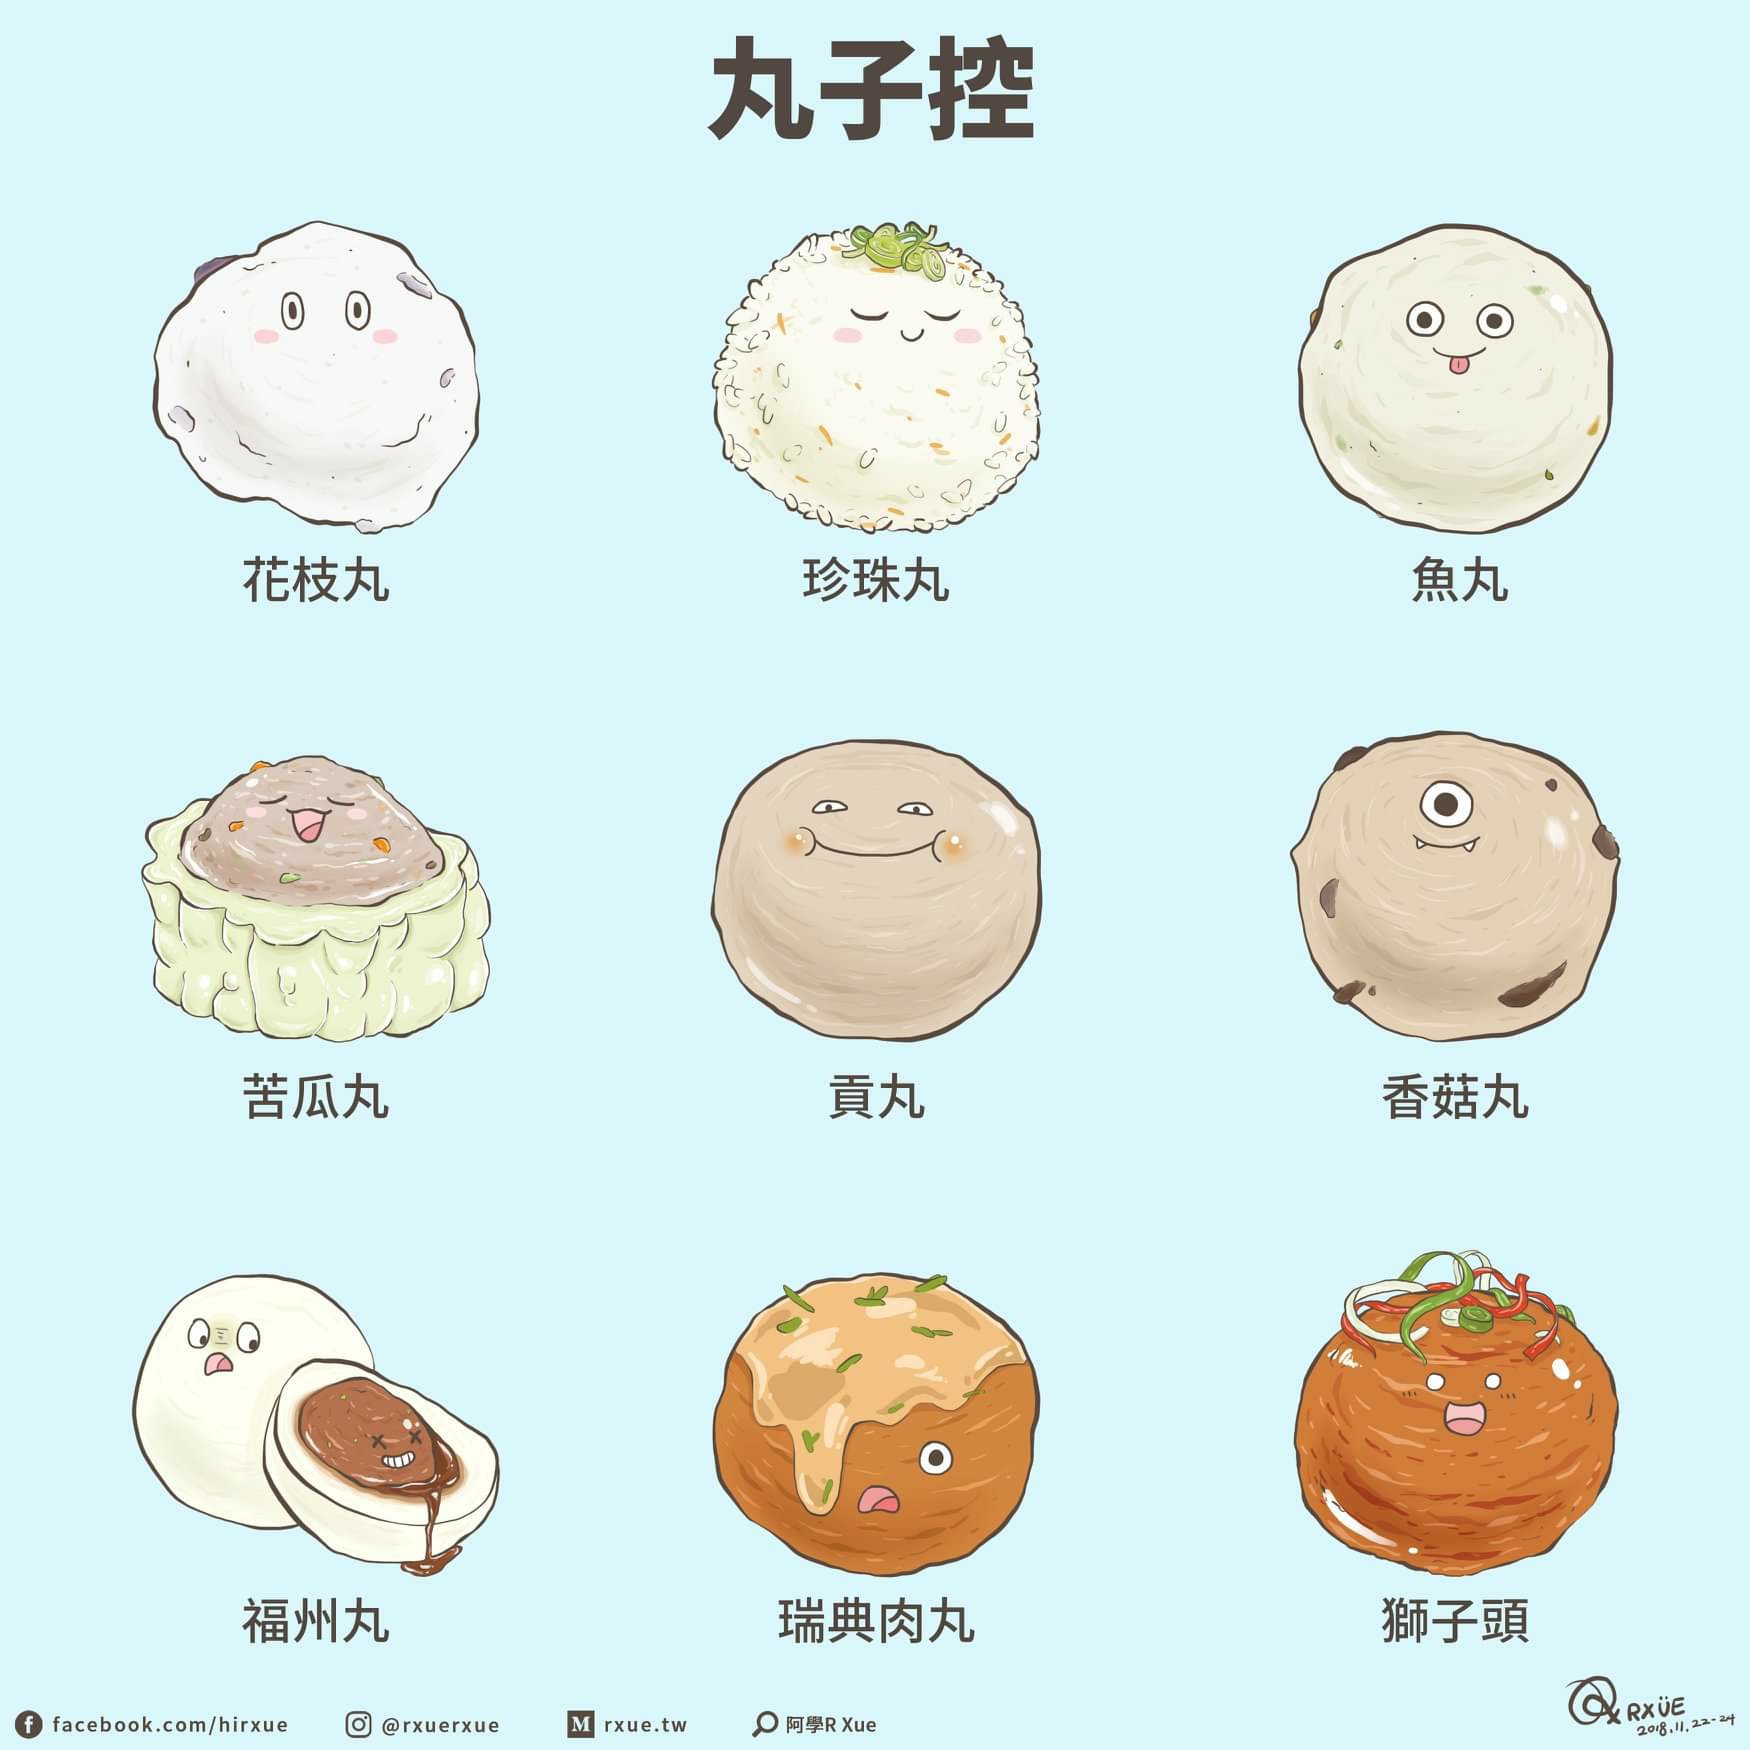 丸子控
花枝丸
珍珠丸
魚丸
苦瓜丸
貢丸
香菇丸
福州丸
瑞典肉丸
獅子頭
facebook.com/hirxue
@rxuerxue
M rxue.tw
阿學R Xue
RXÜE
2018.11.22-24